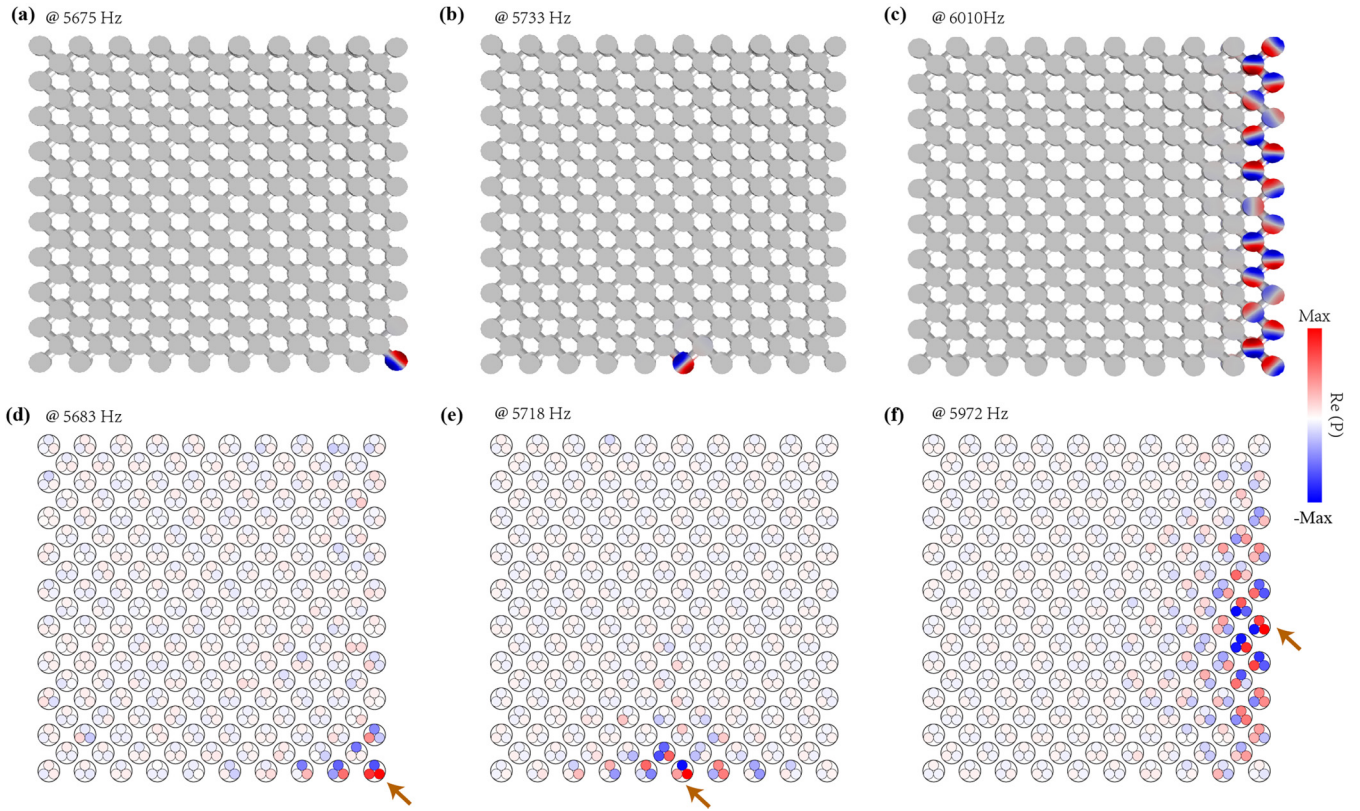 (a) @ 5675 Hz
(b) @ 5733 Hz
(c) @ 6010Hz
Max
Re (P)
-Max
(d) @ 5683 Hz
(e) @ 5718 Hz
(f) @ 5972 Hz